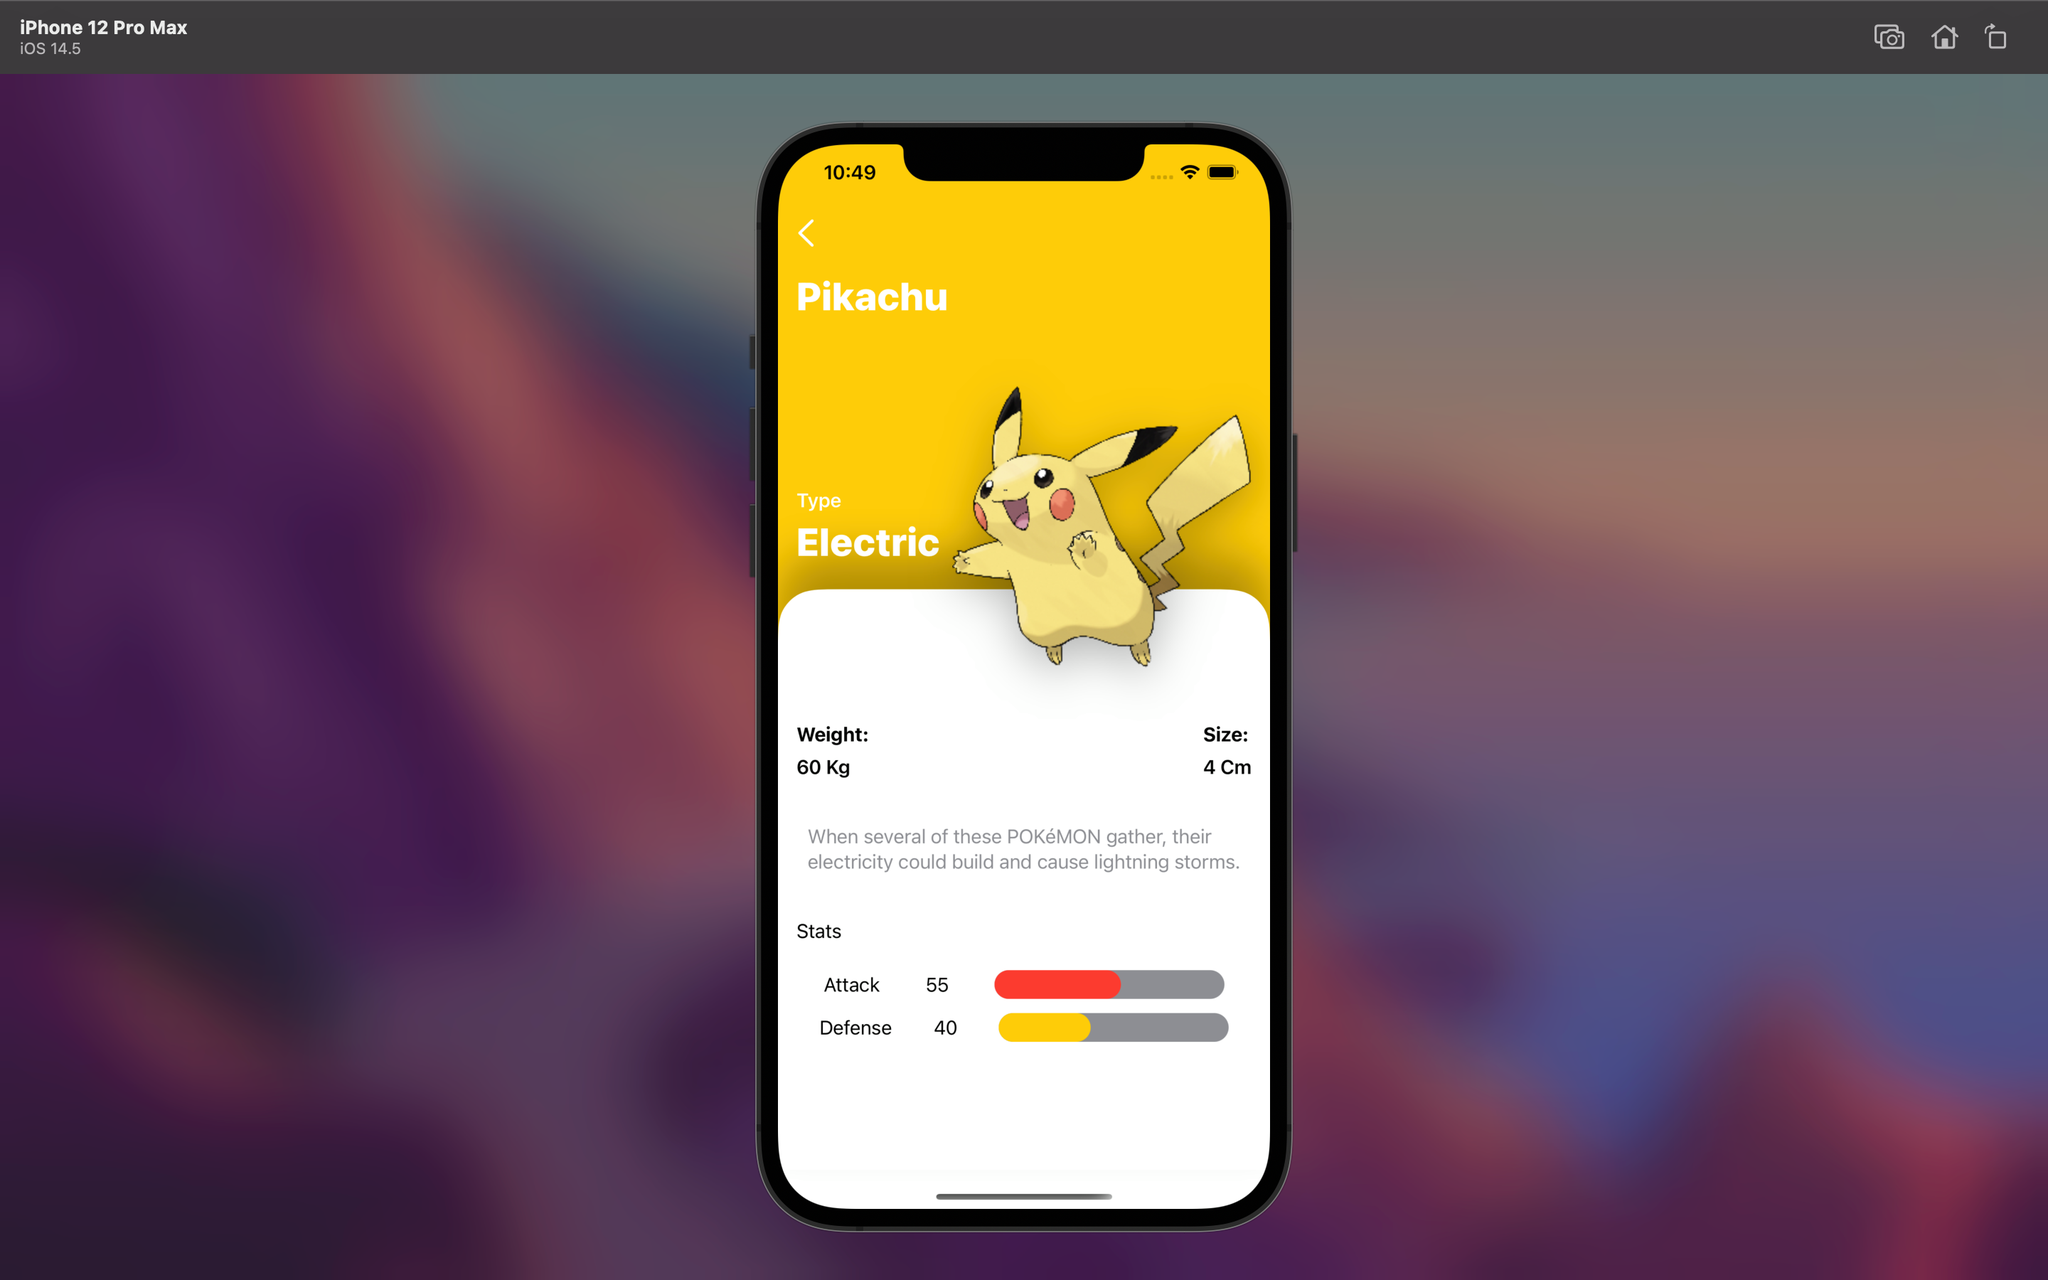 iPhone 12 Pro Max
iOS 14.5
10:49
Pikachu
Type
Electric
Weight: Size:
60 Kg 4 Cm
When several of these POKéMON gather, their
electricity could build and cause lightning storms.
Stats
Attack 55
Defense 40